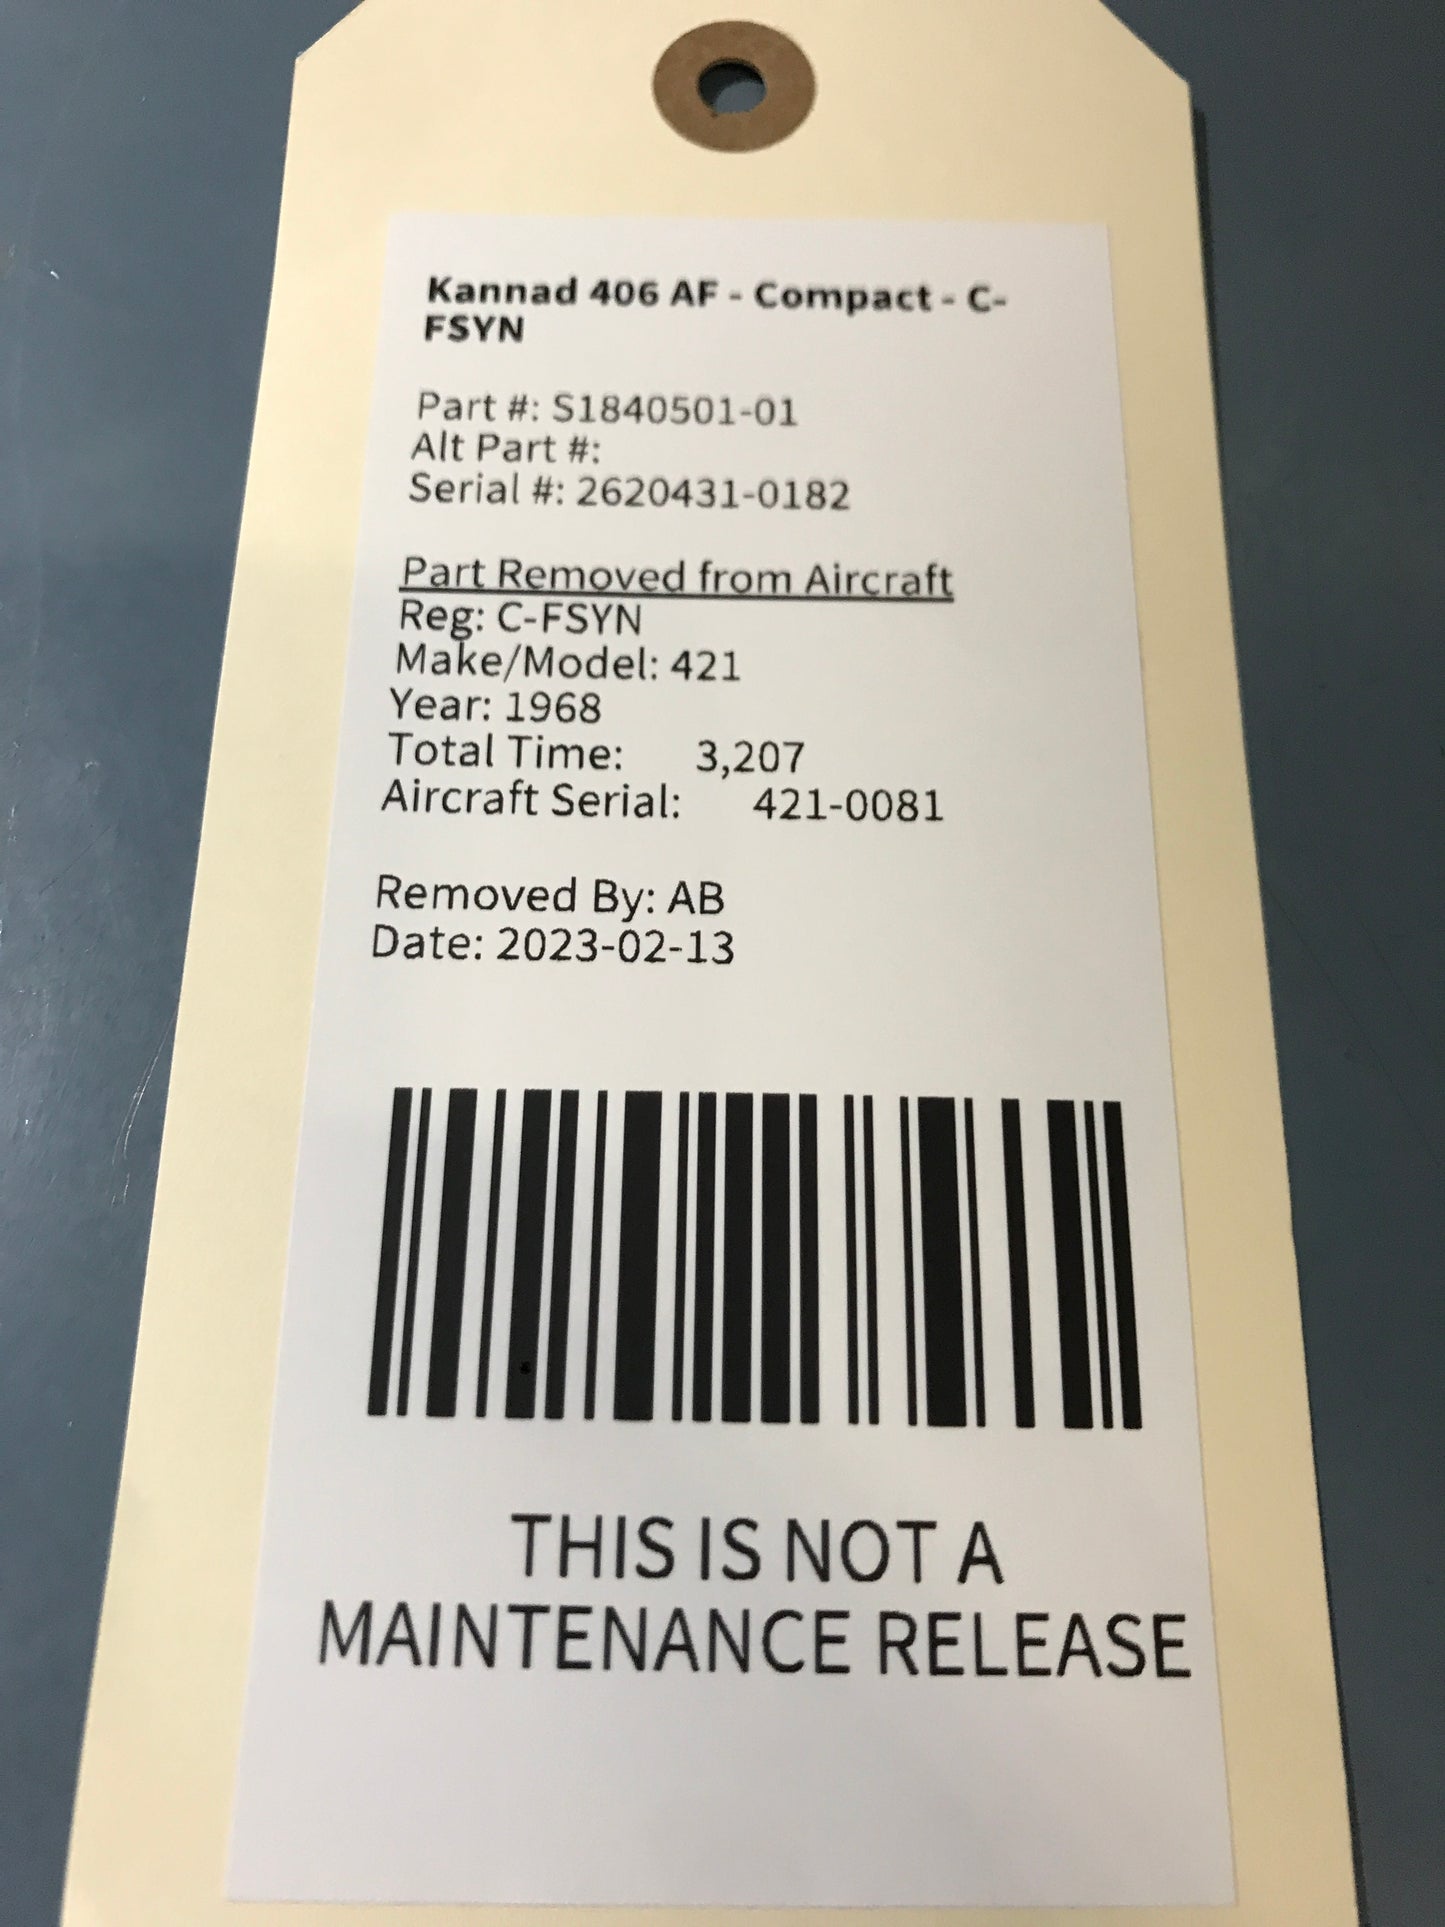 Kannad 406 AF - Compact - C-
FSYN
Part #: S1840501-01
Alt Part #:
Serial #: 2620431-0182
Part Removed from Aircraft
Reg: C-FSYN
Make/Model: 421
Year: 1968
Total Time: 3,207
Aircraft Serial: 421-0081
Removed By: AB
Date: 2023-02-13
THIS IS NOT A
MAINTENANCE RELEASE